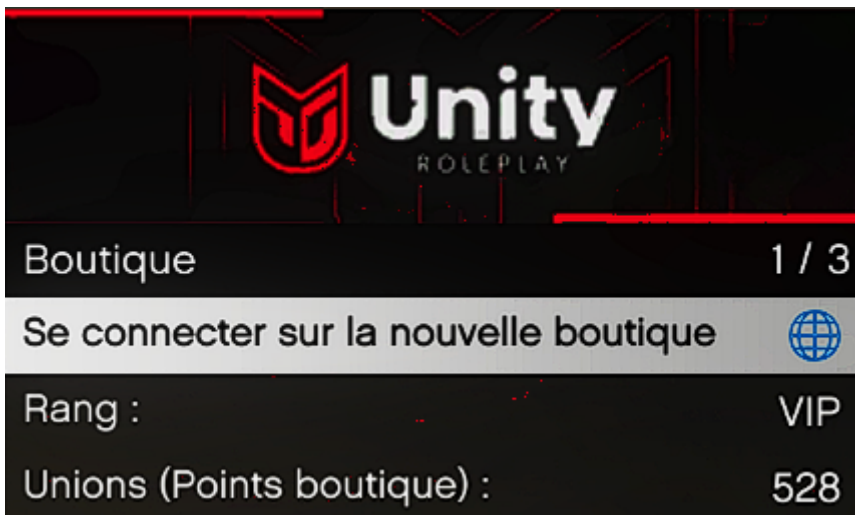 Unity
ROLEPLAY
Boutique 1 / 3
Se connecter sur la nouvelle boutique
Rang : VIP
Unions (Points boutique) : 528